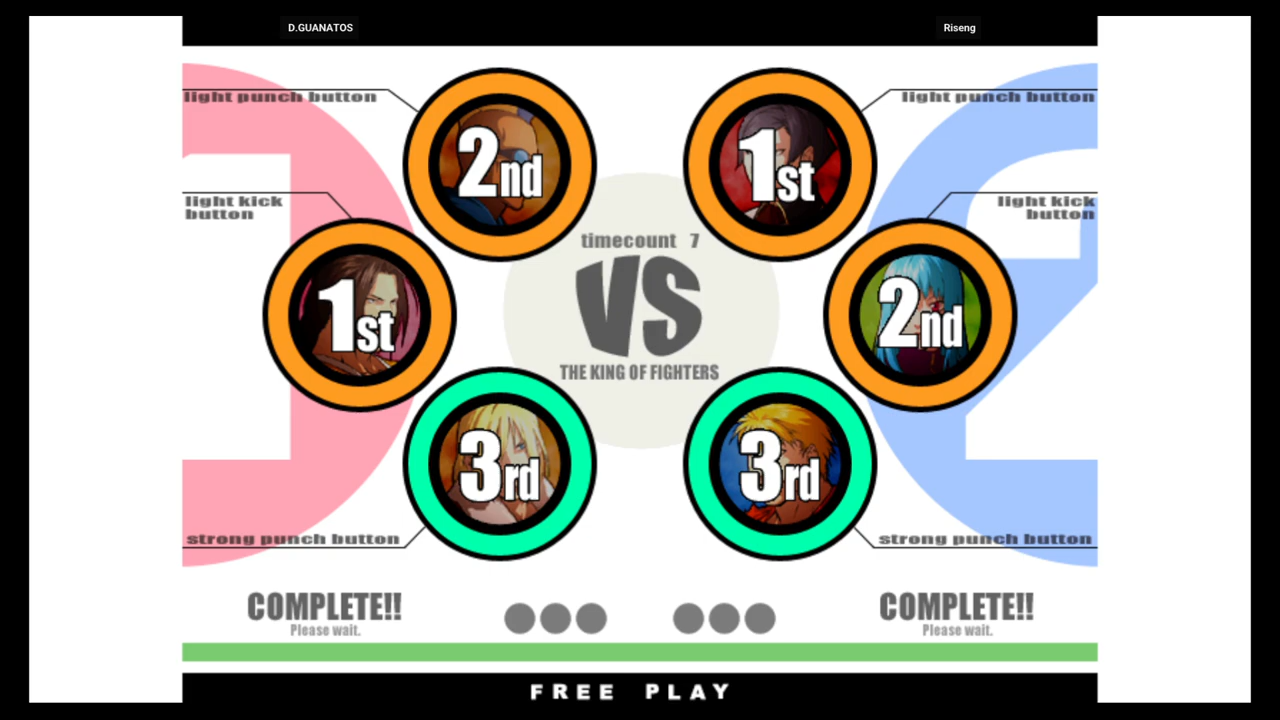 D.GUANATOS
Riseng
light punch button
light punch button
2nd
1st
light kick
button
light kick
button
timecount 7
VS
THE KING OF FIGHTERS
1st
2nd
3rd
3rd
strong punch button
strong punch button
COMPLETE!!
Please wait.
COMPLETE!!
Please wait.
FREE PLAY
1
2